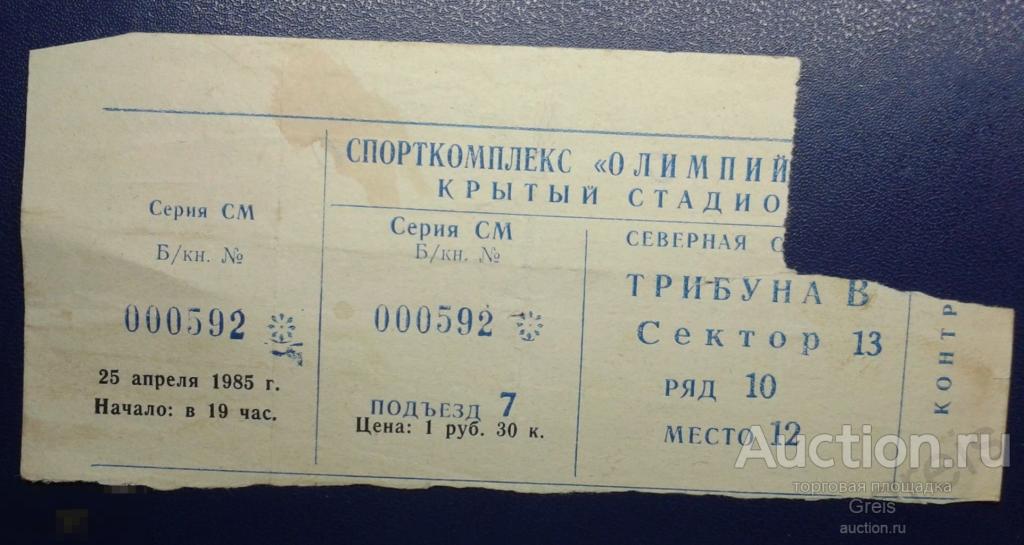 СПОРТКОМПЛЕКС «ОЛИМПИЙ
КРЫТЫЙ СТАДИО
Серия СМ
Б/кн. №
000592
25 апреля 1985 г.
Начало: в 19 час.
Серия СМ
Б/кн. №
000592
ПОДЪЕЗД 7
Цена: 1 руб. 30 к.
СЕВЕРНАЯ С
ТРИБУНА В
Сектор 13
РЯД 10
МЕСТО 12
КОНТР
Auction.ru
торговая площадка
Greis
auction.ru